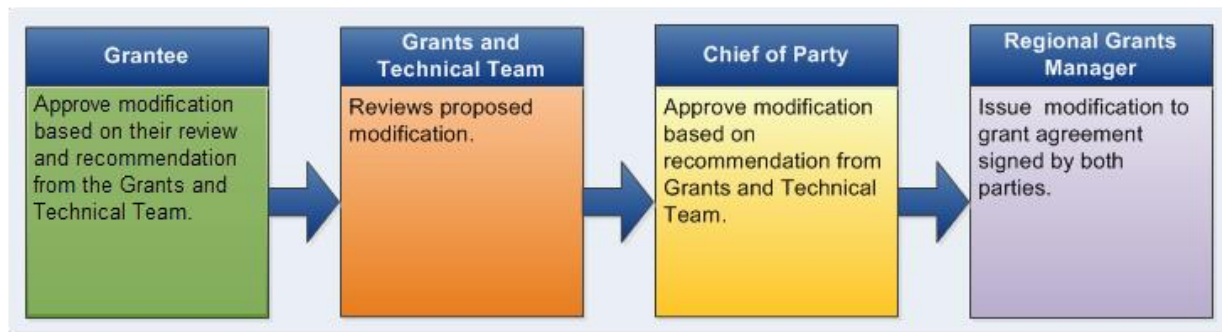 Grantee
Approve modification
based on their review
and recommendation
from the Grants and
Technical Team.
Grants and
Technical Team
Reviews proposed
modification.
Chief of Party
Approve modification
based on
recommendation from
Grants and Technical
Team.
Regional Grants
Manager
Issue modification to
grant agreement
signed by both
parties.